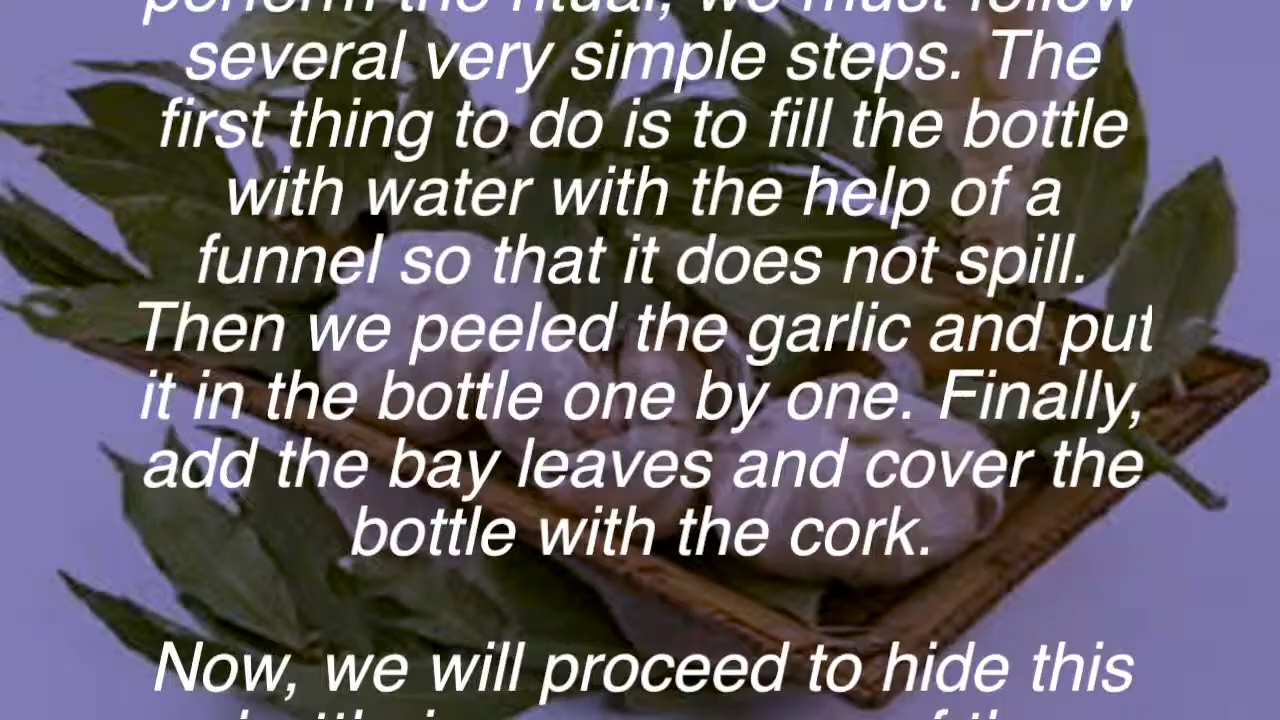 perform the ritual, we must follow
several very simple steps. The
first thing to do is to fill the bottle
with water with the help of a
funnel so that it does not spill.
Then we peeled the garlic and put
it in the bottle one by one. Finally,
add the bay leaves and cover the
bottle with the cork.
Now, we will proceed to hide this